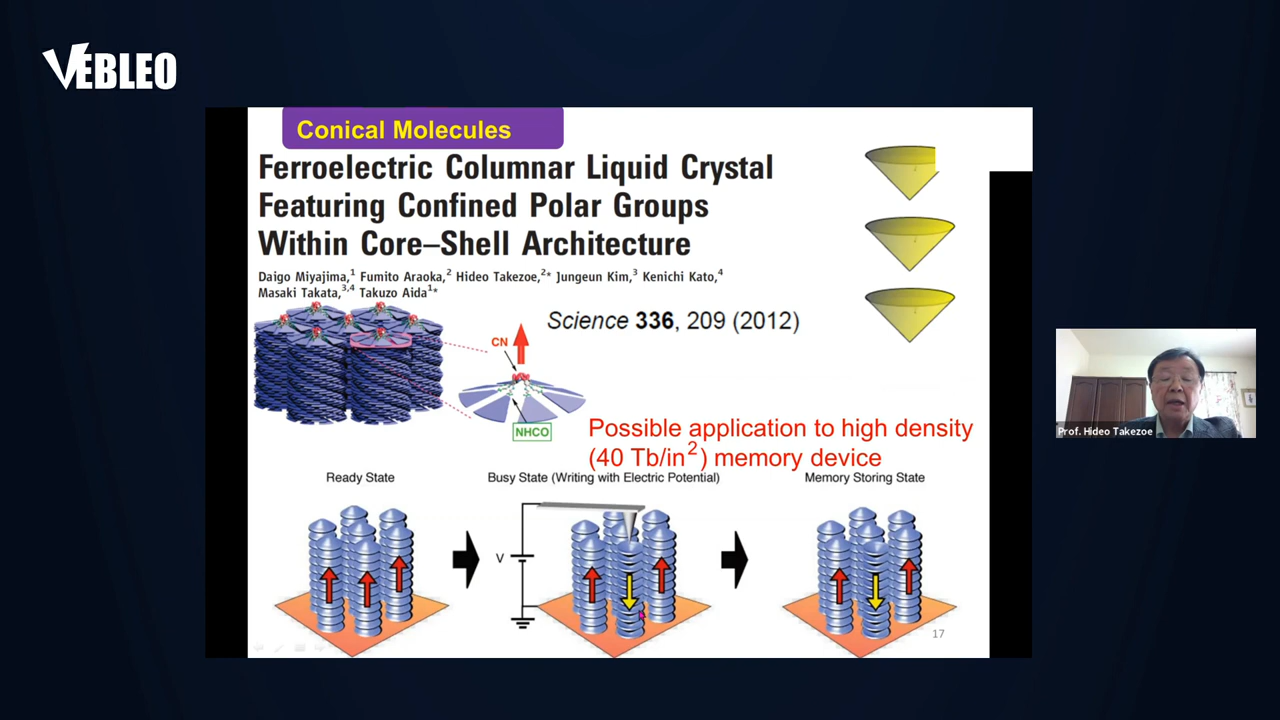 VEBLEO
Conical Molecules
Ferroelectric Columnar Liquid Crystal
Featuring Confined Polar Groups
Within Core–Shell Architecture
Daigo Miyajima,¹ Fumito Araoka,² Hideo Takezoe,²* Jungeun Kim,³ Kenichi Kato,⁴
Masaki Takata,³,⁴ Takuzo Aida¹*
Science 336, 209 (2012)
CN
NHCO
Possible application to high density
(40 Tb/in²) memory device
Ready State
Busy State (Writing with Electric Potential)
Memory Storing State
V
17
Prof. Hideo Takezoe